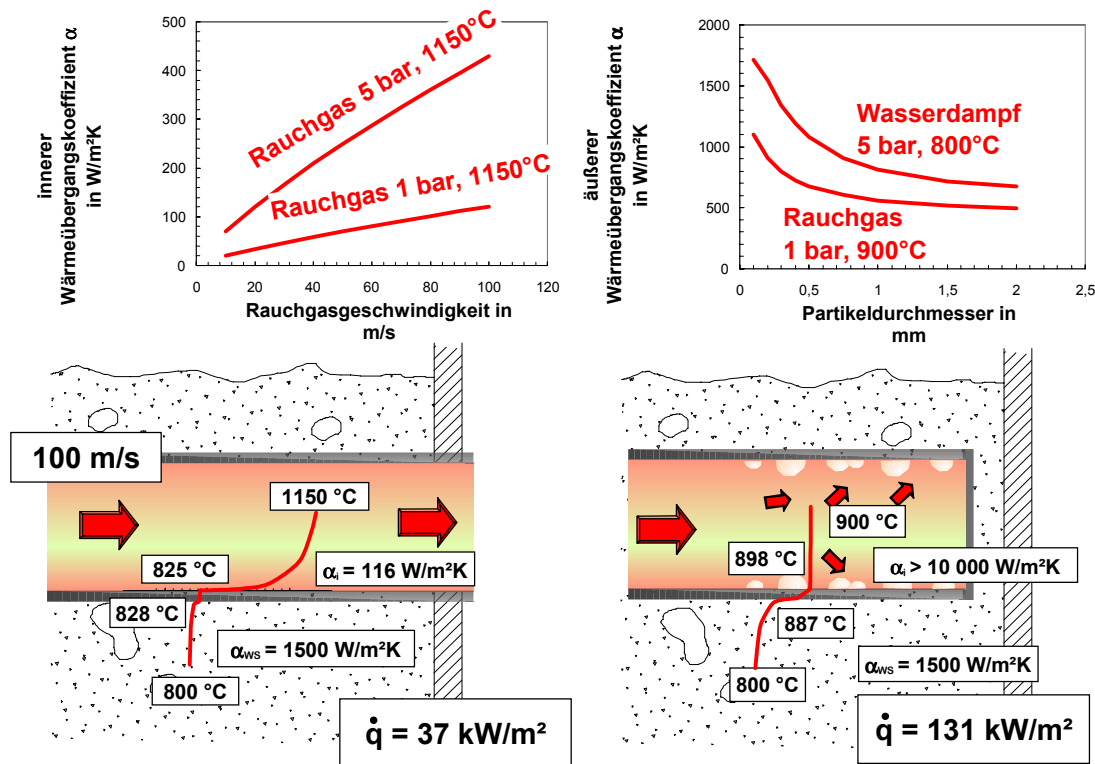 innerer
Wärmeübergangskoeffizient α
in W/m²K
500
400
300
200
100
0
0 20 40 60 80 100 120
Rauchgas 5 bar, 1150°C
Rauchgas 1 bar, 1150°C
Rauchgasgeschwindigkeit in
m/s
äußerer
Wärmeübergangskoeffizient α
in W/m²K
2000
1500
1000
500
0
0 0,5 1 1,5 2 2,5
Wasserdampf
5 bar, 800°C
Rauchgas
1 bar, 900°C
Partikeldurchmesser in
mm
100 m/s
1150 °C
825 °C
αi = 116 W/m²K
828 °C
αws = 1500 W/m²K
800 °C
q̇ = 37 kW/m²
900 °C
898 °C
αi > 10 000 W/m²K
887 °C
αws = 1500 W/m²K
800 °C
q̇ = 131 kW/m²